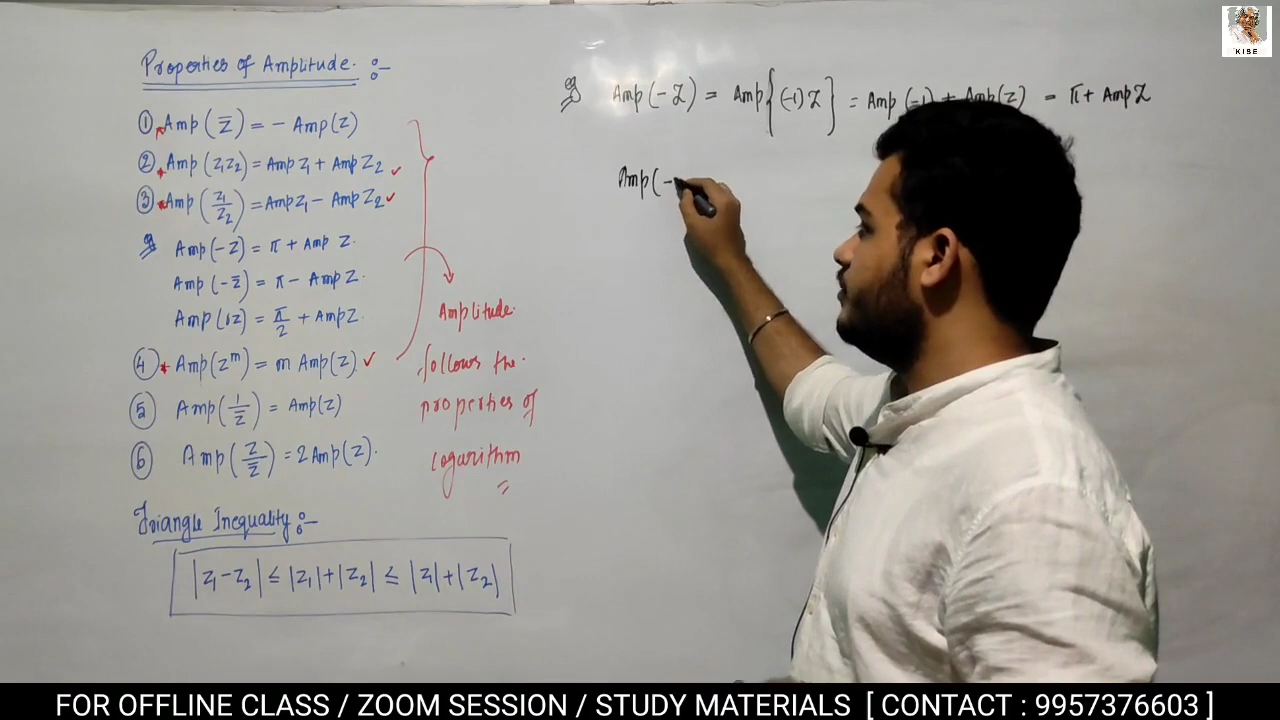 Properties of Amplitude :-
① Amp (z̄) = - Amp(z)
② Amp (z₁z₂) = Amp z₁ + Amp z₂ ✓
③ Amp (z₁/z₂) = Amp z₁ - Amp z₂ ✓
eg Amp (-z) = π + Amp z.
Amp (-z̄) = π - Amp z.
Amp (iz) = π/2 + Amp z.
④ Amp (zᵐ) = m Amp(z). ✓
⑤ Amp (1/z̄) = Amp(z)
⑥ Amp (z/z̄) = 2 Amp(z).
Amplitude
follows the
properties of
logarithm
Triangle Inequality :-
|z₁ - z₂| ≤ |z₁| + |z₂| ≤ |z₁| + |z₂|
eg Amp (-z) = Amp {(-1) z} = Amp (-1) + Amp(z) = π + Amp z
Amp (-
KISE
FOR OFFLINE CLASS / ZOOM SESSION / STUDY MATERIALS [ CONTACT : 9957376603 ]